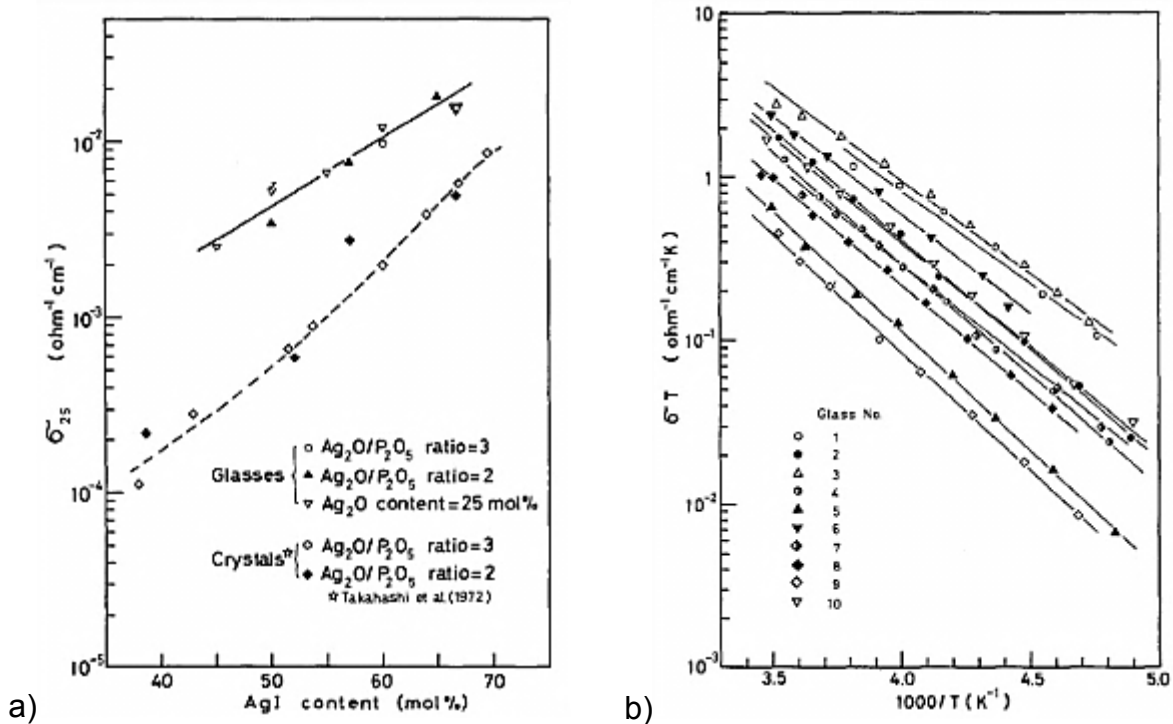 10⁻²
10⁻³
10⁻⁴
10⁻⁵
σ₂₅ (ohm⁻¹cm⁻¹)
40 50 60 70
AgI content (mol%)
Glasses
Ag₂O/P₂O₅ ratio=3
Ag₂O/P₂O₅ ratio=2
Ag₂O content=25 mol%
Crystals☆
Ag₂O/P₂O₅ ratio=3
Ag₂O/P₂O₅ ratio=2
☆Takahashi et al.(1972)
a)
10
1
10⁻¹
10⁻²
10⁻³
σT (ohm⁻¹cm⁻¹K)
Glass No.
1
2
3
4
5
6
7
8
9
10
3.5 4.0 4.5 5.0
1000/T (K⁻¹)
b)